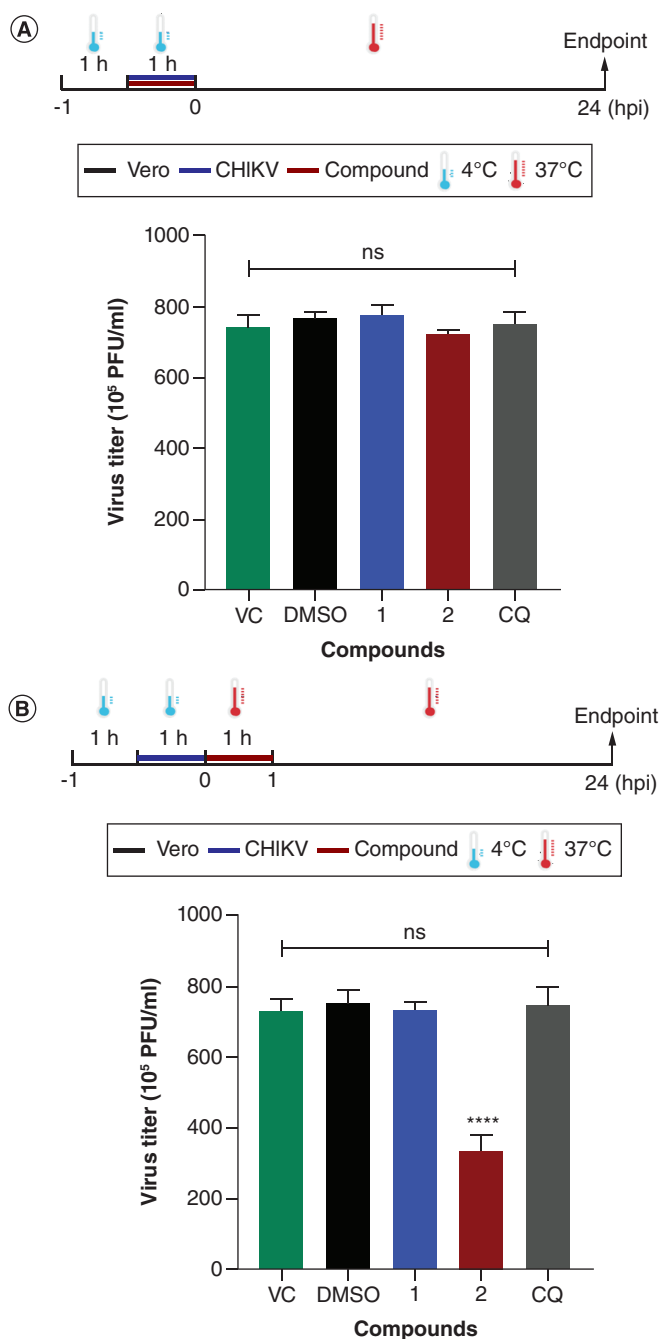 A
1 h 1 h
Endpoint
-1 0 24 (hpi)
Vero CHIKV Compound 4°C 37°C
ns
1000
800
600
400
200
0
Virus titer (10⁵ PFU/ml)
VC DMSO 1 2 CQ
Compounds
B
1 h 1 h 1 h
Endpoint
-1 0 1 24 (hpi)
Vero CHIKV Compound 4°C 37°C
ns
****
1000
800
600
400
200
0
Virus titer (10⁵ PFU/ml)
VC DMSO 1 2 CQ
Compounds